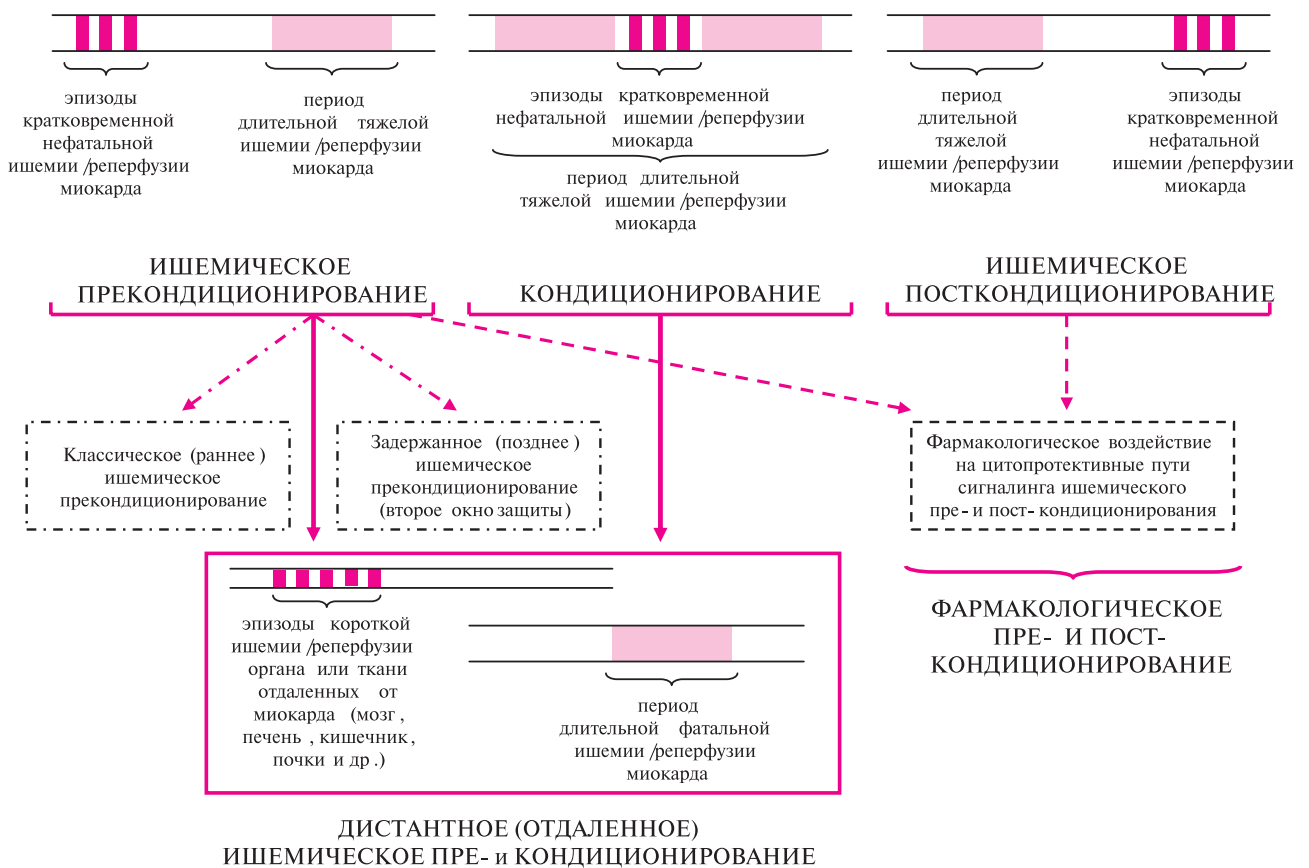 эпизоды
кратковременной
нефатальной
ишемии /реперфузии
миокарда
период
длительной тяжелой
ишемии /реперфузии
миокарда
эпизоды кратковременной
нефатальной ишемии /реперфузии
миокарда
период длительной
тяжелой ишемии /реперфузии
миокарда
период
длительной
тяжелой
ишемии /реперфузии
миокарда
эпизоды
кратковременной
нефатальной
ишемии /реперфузии
миокарда
ИШЕМИЧЕСКОЕ
ПРЕКОНДИЦИОНИРОВАНИЕ
КОНДИЦИОНИРОВАНИЕ
ИШЕМИЧЕСКОЕ
ПОСТКОНДИЦИОНИРОВАНИЕ
Классическое (раннее )
ишемическое
прекондиционирование
Задержанное (позднее )
ишемическое
прекондиционирование
(второе окно защиты )
Фармакологическое воздействие
на цитопротективные пути
сигналинга ишемического
пре- и пост- кондиционирования
эпизоды короткой
ишемии /реперфузии
органа или ткани
отдаленных от
миокарда (мозг ,
печень , кишечник ,
почки и др .)
период
длительной фатальной
ишемии /реперфузии
миокарда
ФАРМАКОЛОГИЧЕСКОЕ
ПРЕ- И ПОСТ-
КОНДИЦИОНИРОВАНИЕ
ДИСТАНТНОЕ (ОТДАЛЕННОЕ)
ИШЕМИЧЕСКОЕ ПРЕ- и КОНДИЦИОНИРОВАНИЕ